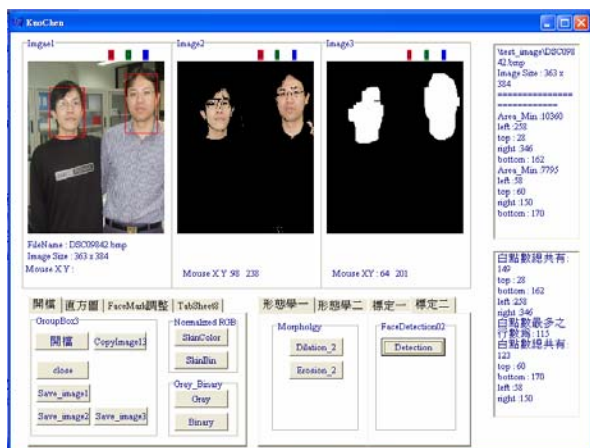 KuoChen
Imgae1
Image2
Image3
FileName : DSC09842.bmp
Image Size : 363 x 384
Mouse X Y :
Mouse X Y 98 238
Mouse XY : 64 201
\test_image\DSC098
42.bmp
Image Size : 363 x
384
===============
============
Area_Min :10360
left :258
top : 28
right :346
bottom : 162
Area_Min :7795
left :58
top : 60
right :150
bottom : 170
白點數總共有:
149
top : 28
bottom : 162
left :258
right :346
白點數最多之
行數為 : 115
白點數總共有:
123
top : 60
bottom : 170
left :58
right :150
開檔 直方圖 FaceMark調整 TabSheet8
GroupBox3
開檔
CopyImage13
close
Save_image1
Save_image2
Save_image3
Normalized RGB
SkinColor
SkinBin
Gray_Binary
Gray
Binary
形態學一 形態學二 標定一 標定二
Morpholgy
Dilation_2
Erosion_2
FaceDetection02
Detection